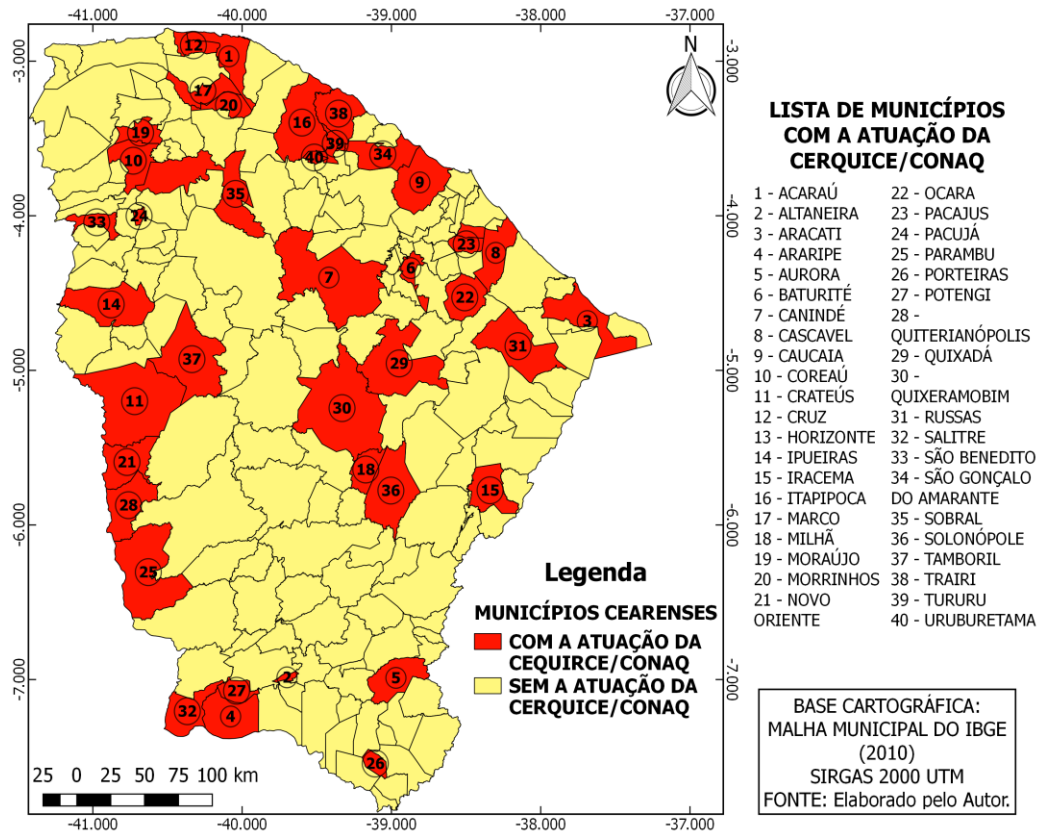 -41.000 -40.000 -39.000 -38.000 -37.000
N
-3.000 -3.000
12
1
17
20
38
16
19
39
40
34
10
9
35
-4.000 -4.000
33
24
23
8
6
7
22
14
3
31
37
29
-5.000 -5.000
11
30
21
18
36
15
28
-6.000 -6.000
25
-7.000 -7.000
2
5
27
32
4
26
Legenda
MUNICÍPIOS CEARENSES
COM A ATUAÇÃO DA
CEQUIRCE/CONAQ
SEM A ATUAÇÃO DA
CERQUICE/CONAQ
25 0 25 50 75 100 km
-41.000 -40.000 -39.000 -38.000 -37.000
LISTA DE MUNICÍPIOS
COM A ATUAÇÃO DA
CERQUICE/CONAQ
1 - ACARAÚ
2 - ALTANEIRA
3 - ARACATI
4 - ARARIPE
5 - AURORA
6 - BATURITÉ
7 - CANINDÉ
8 - CASCAVEL
9 - CAUCAIA
10 - COREAÚ
11 - CRATEÚS
12 - CRUZ
13 - HORIZONTE
14 - IPUEIRAS
15 - IRACEMA
16 - ITAPIPOCA
17 - MARCO
18 - MILHÃ
19 - MORAÚJO
20 - MORRINHOS
21 - NOVO
ORIENTE
22 - OCARA
23 - PACAJUS
24 - PACUJÁ
25 - PARAMBU
26 - PORTEIRAS
27 - POTENGI
28 -
QUITERIANÓPOLIS
29 - QUIXADÁ
30 -
QUIXERAMOBIM
31 - RUSSAS
32 - SALITRE
33 - SÃO BENEDITO
34 - SÃO GONÇALO
DO AMARANTE
35 - SOBRAL
36 - SOLONÓPOLE
37 - TAMBORIL
38 - TRAIRI
39 - TURURU
40 - URUBURETAMA
BASE CARTOGRÁFICA:
MALHA MUNICIPAL DO IBGE
(2010)
SIRGAS 2000 UTM
FONTE: Elaborado pelo Autor.